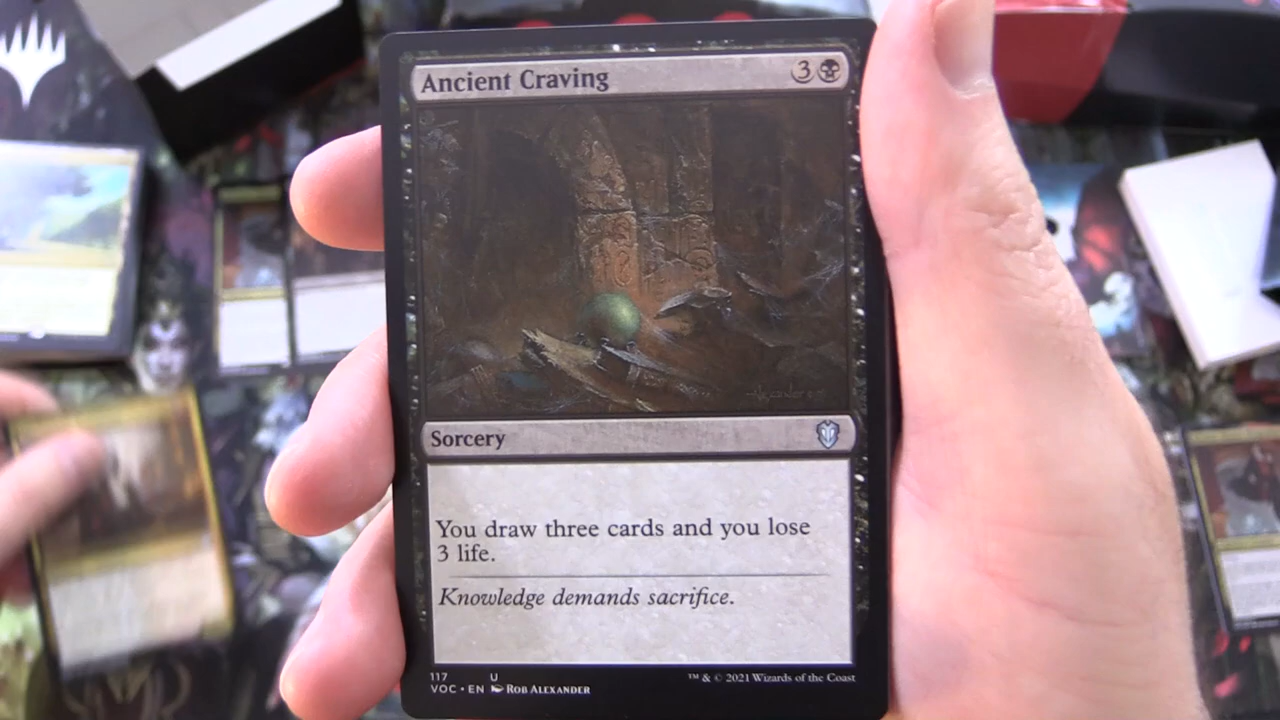 Ancient Craving 3
Sorcery
You draw three cards and you lose
3 life.
Knowledge demands sacrifice.
117 U
VOC • EN Rob Alexander
™ & © 2021 Wizards of the Coast